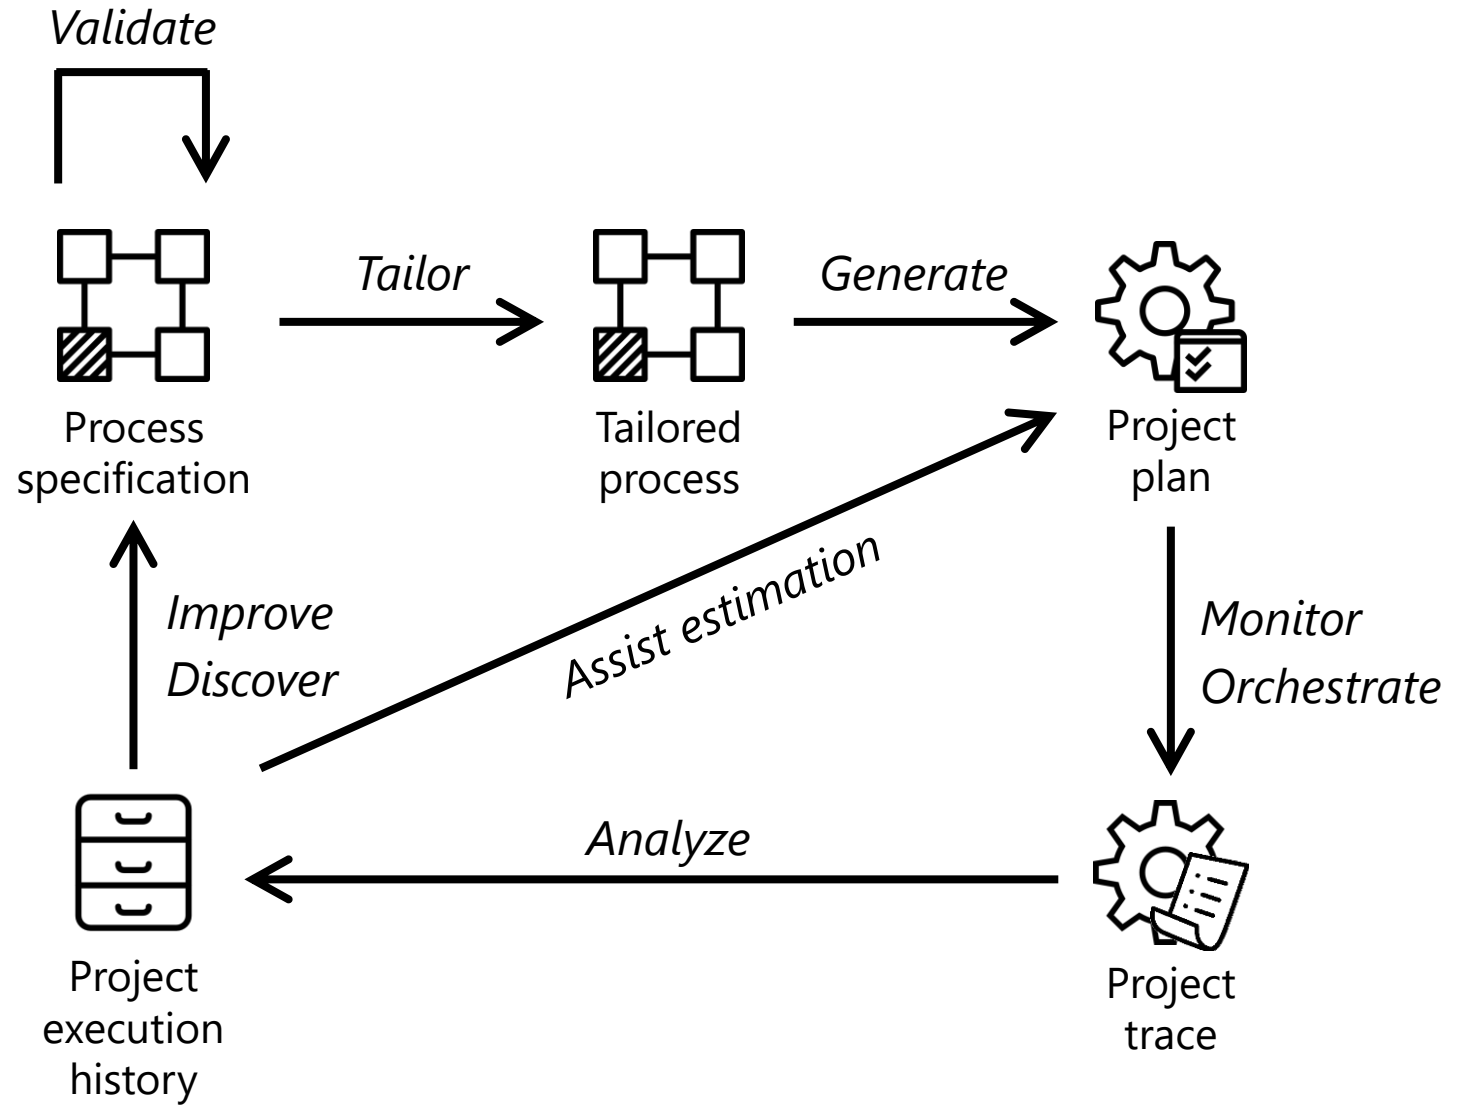 Validate
Tailor
Generate
Process
specification
Tailored
process
Project
plan
Assist estimation
Improve
Discover
Monitor
Orchestrate
Analyze
Project
execution
history
Project
trace